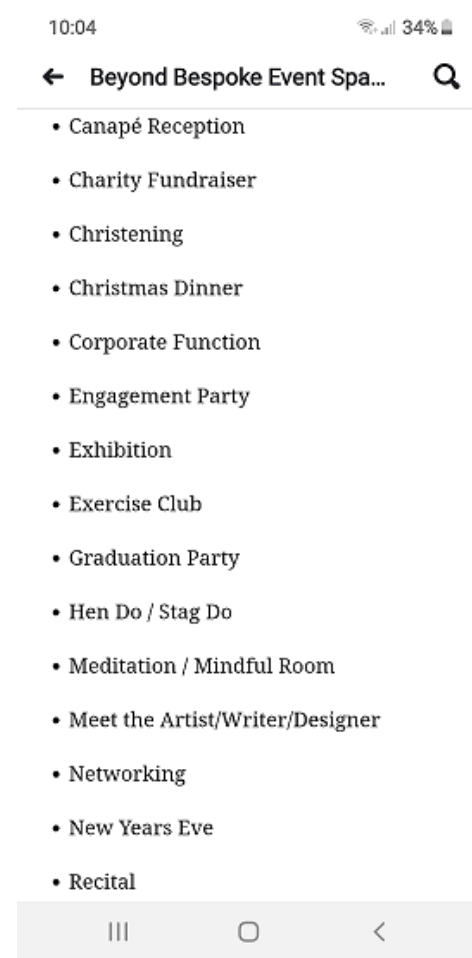 10:04
34%
Beyond Bespoke Event Spa...
• Canapé Reception
• Charity Fundraiser
• Christening
• Christmas Dinner
• Corporate Function
• Engagement Party
• Exhibition
• Exercise Club
• Graduation Party
• Hen Do / Stag Do
• Meditation / Mindful Room
• Meet the Artist/Writer/Designer
• Networking
• New Years Eve
• Recital